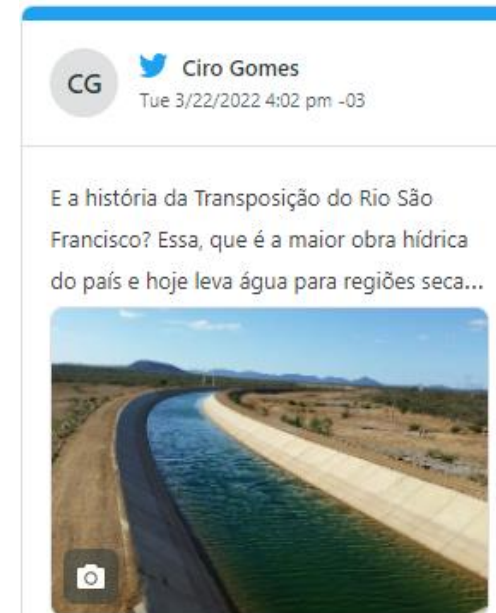 CG
Ciro Gomes
Tue 3/22/2022 4:02 pm -03
E a história da Transposição do Rio São
Francisco? Essa, que é a maior obra hídrica
do país e hoje leva água para regiões seca...